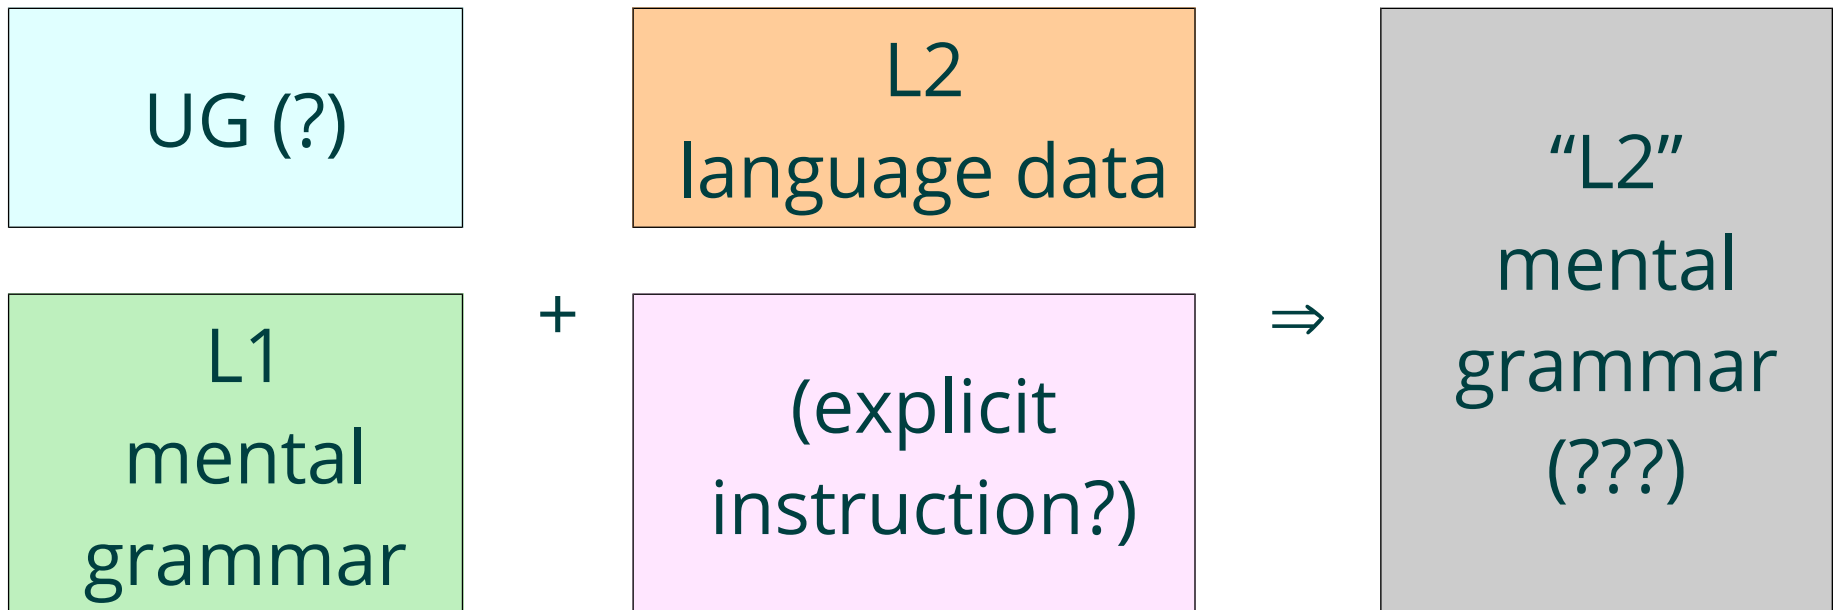 UG (?)
L1
mental
grammar
+
L2
language data
(explicit
instruction?)
⇒
“L2”
mental
grammar
(???)